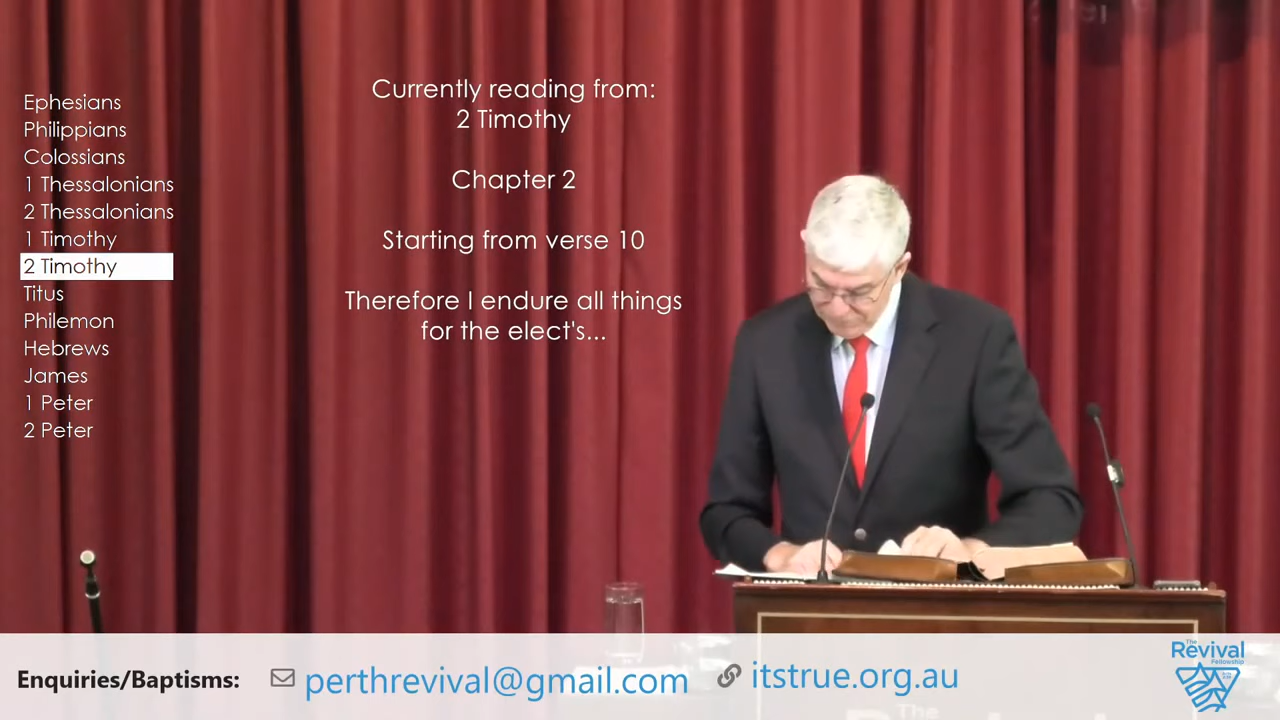 Ephesians
Philippians
Colossians
1 Thessalonians
2 Thessalonians
1 Timothy
2 Timothy
Titus
Philemon
Hebrews
James
1 Peter
2 Peter
Currently reading from:
2 Timothy
Chapter 2
Starting from verse 10
Therefore I endure all things
for the elect's...
Enquiries/Baptisms:
perthrevival@gmail.com
itstrue.org.au
The
Revival
Fellowship